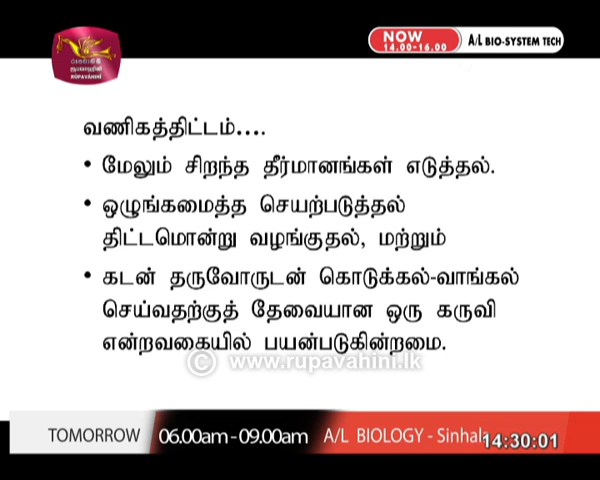 NOW
14.00-16.00
A/L BIO-SYSTEM TECH
வணிகத்திட்டம்....
• மேலும் சிறந்த தீர்மானங்கள் எடுத்தல்.
• ஒழுங்கமைத்த செயற்படுத்தல்
திட்டமொன்று வழங்குதல், மற்றும்
• கடன் தருவோருடன் கொடுக்கல்-வாங்கல்
செய்வதற்குத் தேவையான ஒரு கருவி
என்றவகையில் பயன்படுகின்றமை.
© www.rupavahini.lk
TOMORROW 06.00am-09.00am A/L BIOLOGY - Sinhala 14:30:01